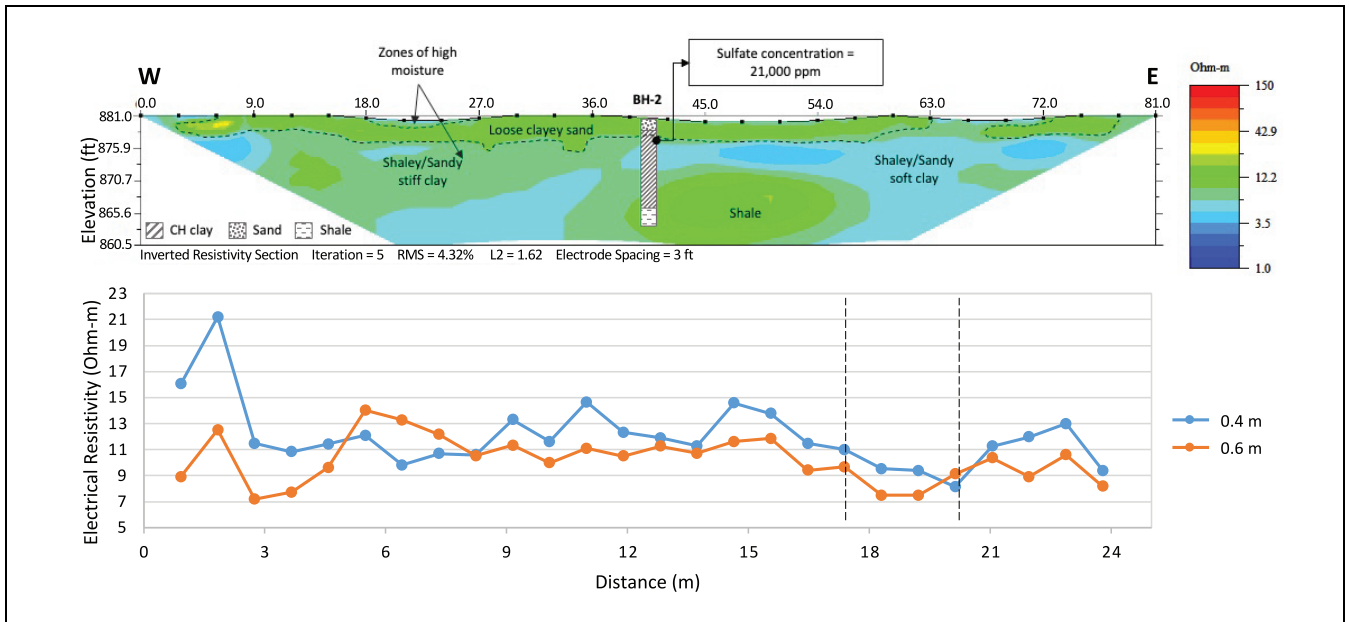 Zones of high
moisture
Sulfate concentration =
21,000 ppm
W
BH-2
E
Ohm-m
0.0 9.0 18.0 27.0 36.0 45.0 54.0 63.0 72.0 81.0
Elevation (ft)
881.0
875.9
870.7
865.6
860.5
Loose clayey sand
Shaley/Sandy
stiff clay
Shaley/Sandy
soft clay
Shale
CH clay Sand Shale
150
42.9
12.2
3.5
1.0
Inverted Resistivity Section Iteration = 5 RMS = 4.32% L2 = 1.62 Electrode Spacing = 3 ft
Electrical Resistivity (Ohm-m)
23
21
19
17
15
13
11
9
7
5
0 3 6 9 12 15 18 21 24
Distance (m)
0.4 m
0.6 m